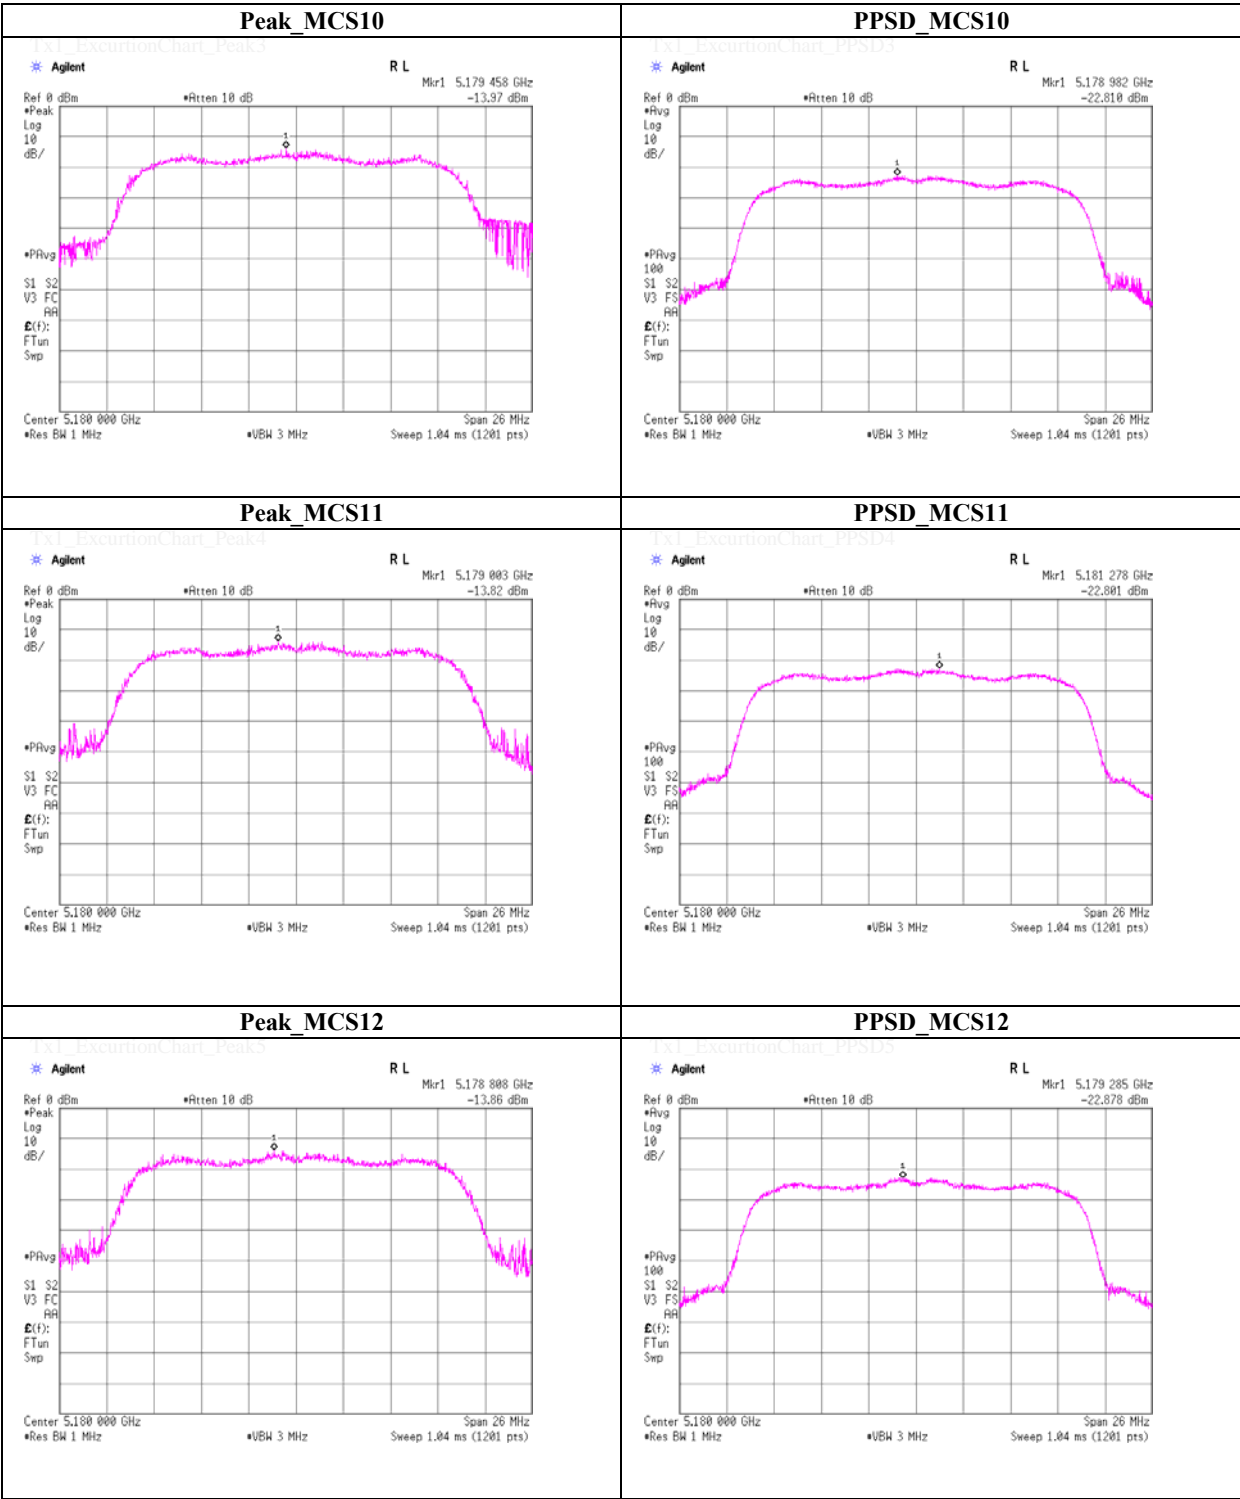 Peak_MCS10
PPSD_MCS10
Tx1_ExcurtionChart_Peak3
Agilent
R L
Mkr1 5.179 458 GHz
Ref 0 dBm
*Atten 10 dB
-13.97 dBm
*Peak
Log
10
dB/
1
*PAvg
S1 S2
V3 FC
AA
£(f):
FTun
Swp
Center 5.180 000 GHz
Span 26 MHz
*Res BW 1 MHz
*VBW 3 MHz
Sweep 1.04 ms (1201 pts)
Tx1_ExcurtionChart_PPSD3
Agilent
R L
Mkr1 5.178 982 GHz
Ref 0 dBm
*Atten 10 dB
-22.810 dBm
*Avg
Log
10
dB/
1
*PAvg
100
S1 S2
V3 FS
AA
£(f):
FTun
Swp
Center 5.180 000 GHz
Span 26 MHz
*Res BW 1 MHz
*VBW 3 MHz
Sweep 1.04 ms (1201 pts)
Peak_MCS11
PPSD_MCS11
Tx1_ExcurtionChart_Peak4
Agilent
R L
Mkr1 5.179 003 GHz
Ref 0 dBm
*Atten 10 dB
-13.82 dBm
*Peak
Log
10
dB/
1
*PAvg
S1 S2
V3 FC
AA
£(f):
FTun
Swp
Center 5.180 000 GHz
Span 26 MHz
*Res BW 1 MHz
*VBW 3 MHz
Sweep 1.04 ms (1201 pts)
Tx1_ExcurtionChart_PPSD4
Agilent
R L
Mkr1 5.181 278 GHz
Ref 0 dBm
*Atten 10 dB
-22.801 dBm
*Avg
Log
10
dB/
1
*PAvg
100
S1 S2
V3 FS
AA
£(f):
FTun
Swp
Center 5.180 000 GHz
Span 26 MHz
*Res BW 1 MHz
*VBW 3 MHz
Sweep 1.04 ms (1201 pts)
Peak_MCS12
PPSD_MCS12
Tx1_ExcurtionChart_Peak5
Agilent
R L
Mkr1 5.178 808 GHz
Ref 0 dBm
*Atten 10 dB
-13.86 dBm
*Peak
Log
10
dB/
1
*PAvg
S1 S2
V3 FC
AA
£(f):
FTun
Swp
Center 5.180 000 GHz
Span 26 MHz
*Res BW 1 MHz
*VBW 3 MHz
Sweep 1.04 ms (1201 pts)
Tx1_ExcurtionChart_PPSD5
Agilent
R L
Mkr1 5.179 285 GHz
Ref 0 dBm
*Atten 10 dB
-22.878 dBm
*Avg
Log
10
dB/
1
*PAvg
100
S1 S2
V3 FS
AA
£(f):
FTun
Swp
Center 5.180 000 GHz
Span 26 MHz
*Res BW 1 MHz
*VBW 3 MHz
Sweep 1.04 ms (1201 pts)